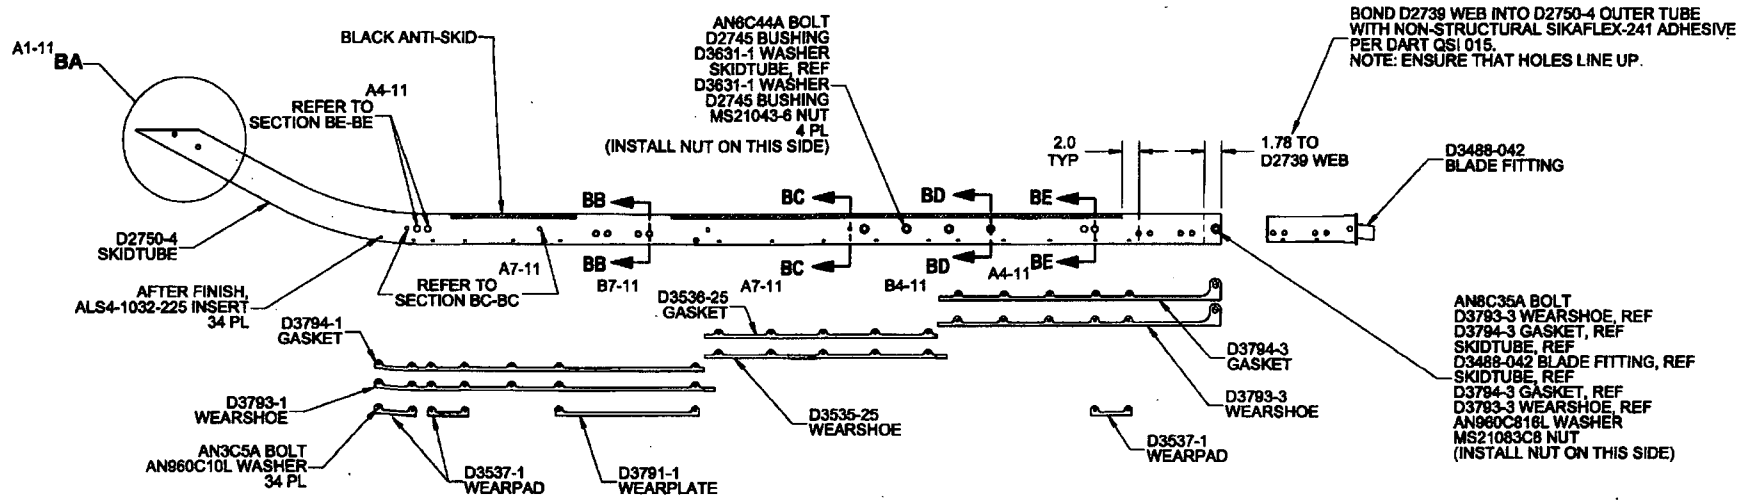 A1-11
BA
BLACK ANTI-SKID
AN6C44A BOLT
D2745 BUSHING
D3631-1 WASHER
SKIDTUBE, REF
D3631-1 WASHER
D2745 BUSHING
MS21043-6 NUT
4 PL
(INSTALL NUT ON THIS SIDE)
BOND D2739 WEB INTO D2750-4 OUTER TUBE
WITH NON-STRUCTURAL SIKAFLEX-241 ADHESIVE
PER DART QSI 015.
NOTE: ENSURE THAT HOLES LINE UP.
A4-11
REFER TO
SECTION BE-BE
2.0
TYP
1.78 TO
D2739 WEB
D3488-042
BLADE FITTING
BB
BC
BD
BE
D2750-4
SKIDTUBE
BB
BC
BD
BE
A7-11
B7-11
A7-11
B4-11
A4-11
REFER TO
SECTION BC-BC
AFTER FINISH,
ALS4-1032-225 INSERT
34 PL
D3794-1
GASKET
D3536-25
GASKET
D3794-3
GASKET
AN8C35A BOLT
D3793-3 WEARSHOE, REF
D3794-3 GASKET, REF
SKIDTUBE, REF
D3488-042 BLADE FITTING, REF
SKIDTUBE, REF
D3794-3 GASKET, REF
D3793-3 WEARSHOE, REF
AN960C816L WASHER
MS21083C8 NUT
(INSTALL NUT ON THIS SIDE)
D3793-1
WEARSHOE
D3535-25
WEARSHOE
D3793-3
WEARSHOE
AN3C5A BOLT
AN960C10L WASHER
34 PL
D3537-1
WEARPAD
D3791-1
WEARPLATE
D3537-1
WEARPAD